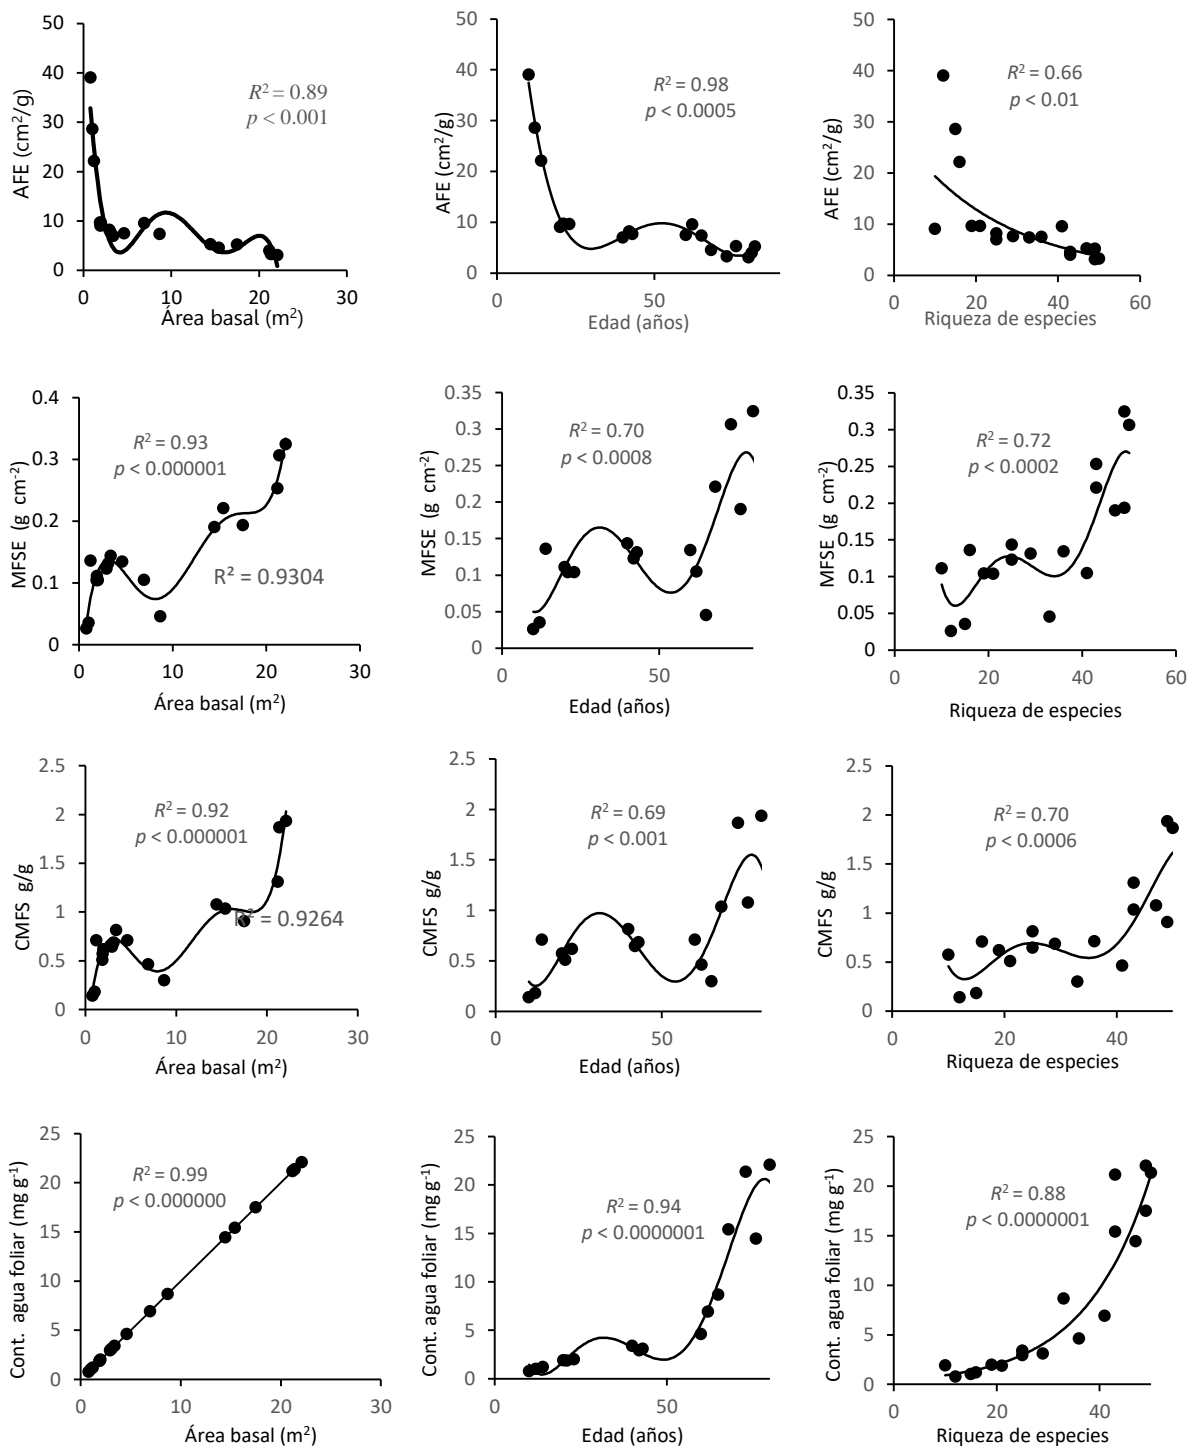 50
40
30
20
10
0
AFE (cm²/g)
R² = 0.89
p < 0.001
0 10 20 30
Área basal (m²)
50
40
30
20
10
0
AFE (cm²/g)
R² = 0.98
p < 0.0005
0 50
Edad (años)
50
40
30
20
10
0
AFE (cm²/g)
R² = 0.66
p < 0.01
0 20 40 60
Riqueza de especies
0.4
0.3
0.2
0.1
0
MFSE (g cm⁻²)
R² = 0.93
p < 0.000001
R² = 0.9304
0 10 20 30
Área basal (m²)
0.35
0.3
0.25
0.2
0.15
0.1
0.05
0
MFSE (g cm⁻²)
R² = 0.70
p < 0.0008
0 50
Edad (años)
0.35
0.3
0.25
0.2
0.15
0.1
0.05
0
MFSE (g cm⁻²)
R² = 0.72
p < 0.0002
0 20 40 60
Riqueza de especies
2.5
2
1.5
1
0.5
0
CMFS g/g
R² = 0.92
p < 0.000001
R² = 0.9264
0 10 20 30
Área basal (m²)
2.5
2
1.5
1
0.5
0
CMFS g/g
R² = 0.69
p < 0.001
0 50
Edad (años)
2.5
2
1.5
1
0.5
0
CMFS g/g
R² = 0.70
p < 0.0006
0 20 40
Riqueza de especies
25
20
15
10
5
0
Cont. agua foliar (mg g⁻¹)
R² = 0.99
p < 0.000000
0 10 20 30
Área basal (m²)
25
20
15
10
5
0
Cont. agua foliar (mg g⁻¹)
R² = 0.94
p < 0.0000001
0 50
Edad (años)
25
20
15
10
5
0
Cont. agua foliar (mg g⁻¹)
R² = 0.88
p < 0.0000001
0 20 40
Riqueza de especies